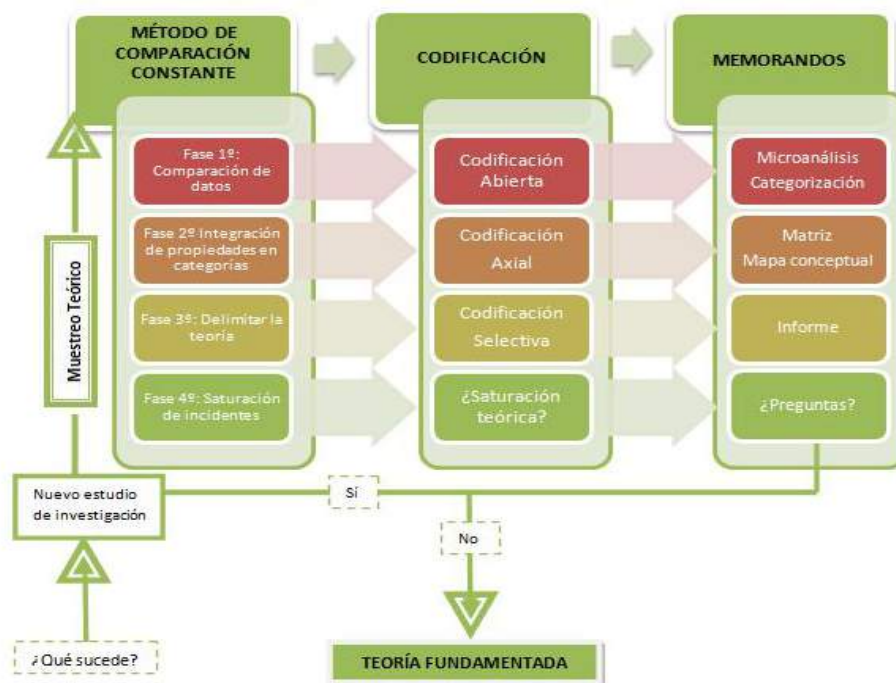 MÉTODO DE
COMPARACIÓN
CONSTANTE
CODIFICACIÓN
MEMORANDOS
Fase 1º:
Comparación de
datos
Codificación
Abierta
Microanálisis
Categorización
Fase 2º Integración
de propiedades en
categorías
Codificación
Axial
Matriz
Mapa conceptual
Fase 3º: Delimitar la
teoría
Codificación
Selectiva
Informe
Fase 4º: Saturación
de incidentes
¿Saturación
teórica?
¿Preguntas?
Muestreo Teórico
Nuevo estudio
de investigación
Sí
No
¿Qué sucede?
TEORÍA FUNDAMENTADA